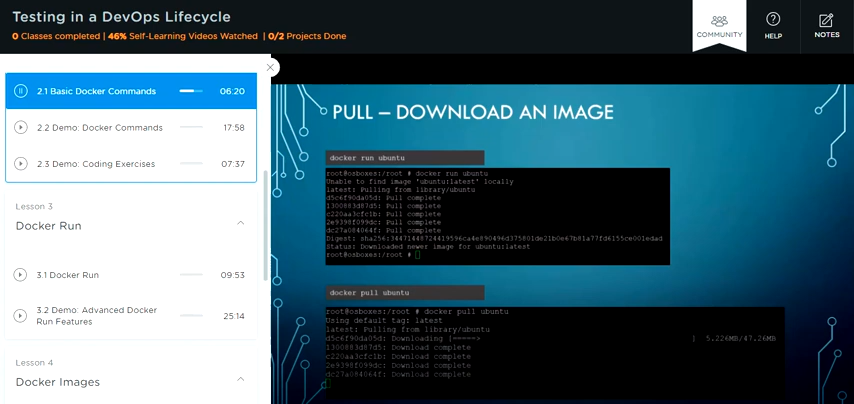 Testing in a DevOps Lifecycle
0 Classes completed | 46% Self-Learning Videos Watched | 0/2 Projects Done
COMMUNITY
HELP
NOTES
2.1 Basic Docker Commands 06:20
2.2 Demo: Docker Commands 17:58
2.3 Demo: Coding Exercises 07:37
Lesson 3
Docker Run
3.1 Docker Run 09:53
3.2 Demo: Advanced Docker
Run Features 25:14
Lesson 4
Docker Images
PULL – DOWNLOAD AN IMAGE
docker run ubuntu
root@osboxes:/root # docker run ubuntu
Unable to find image 'ubuntu:latest' locally
latest: Pulling from library/ubuntu
d5c6f90da05d: Pull complete
1300883d87d5: Pull complete
c220aa3cfc1b: Pull complete
2e9398f099dc: Pull complete
dc27a084064f: Pull complete
Status: Downloaded newer image for ubuntu:latest
root@osboxes:/root #
docker pull ubuntu
root@osboxes:/root # docker pull ubuntu
Using default tag: latest
latest: Pulling from library/ubuntu
d5c6f90da05d: Downloading [=====> ] 5.226MB/47.26MB
1300883d87d5: Download complete
c220aa3cfc1b: Download complete
2e9398f099dc: Download complete
dc27a084064f: Download complete